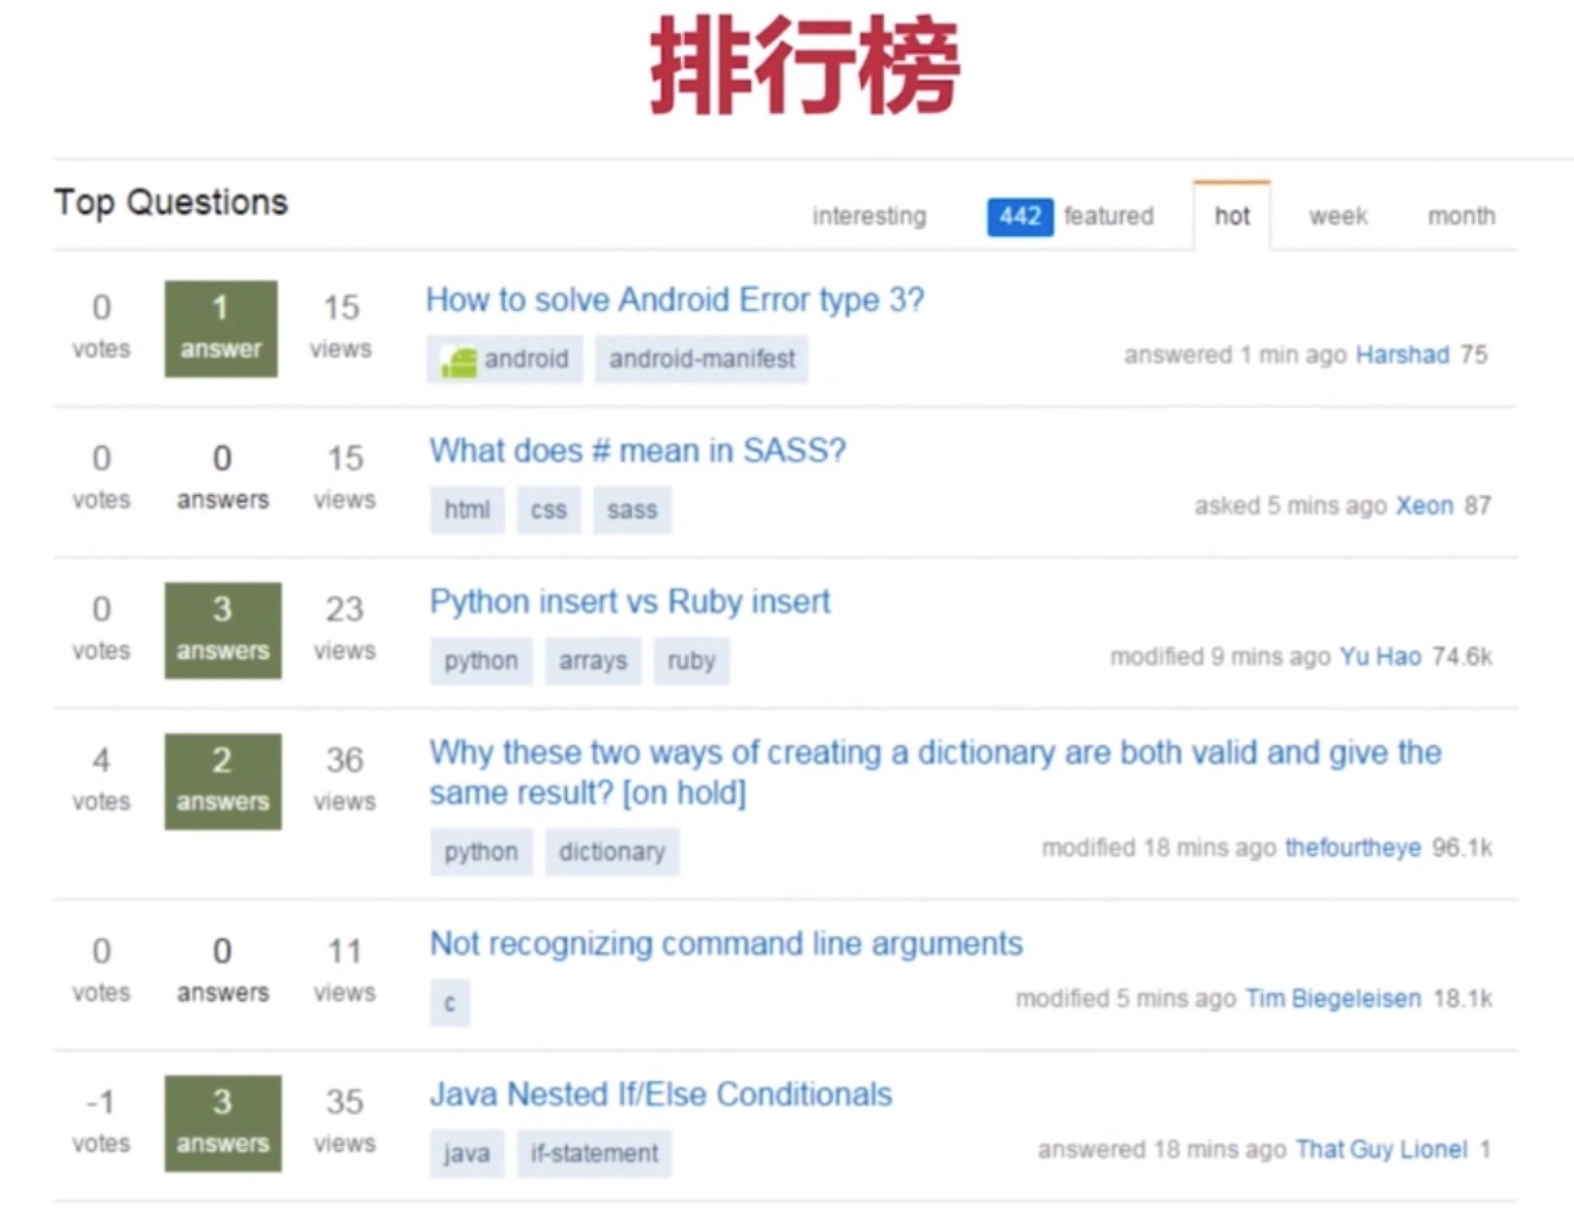 排行榜
Top Questions
interesting 442 featured hot week month
0 1 15 How to solve Android Error type 3?
votes answer views android android-manifest answered 1 min ago Harshad 75
0 0 15 What does # mean in SASS?
votes answers views html css sass asked 5 mins ago Xeon 87
0 3 23 Python insert vs Ruby insert
votes answers views python arrays ruby modified 9 mins ago Yu Hao 74.6k
4 2 36 Why these two ways of creating a dictionary are both valid and give the
votes answers views same result? [on hold]
python dictionary modified 18 mins ago thefourtheye 96.1k
0 0 11 Not recognizing command line arguments
votes answers views c modified 5 mins ago Tim Biegeleisen 18.1k
-1 3 35 Java Nested If/Else Conditionals
votes answers views java if-statement answered 18 mins ago That Guy Lionel 1